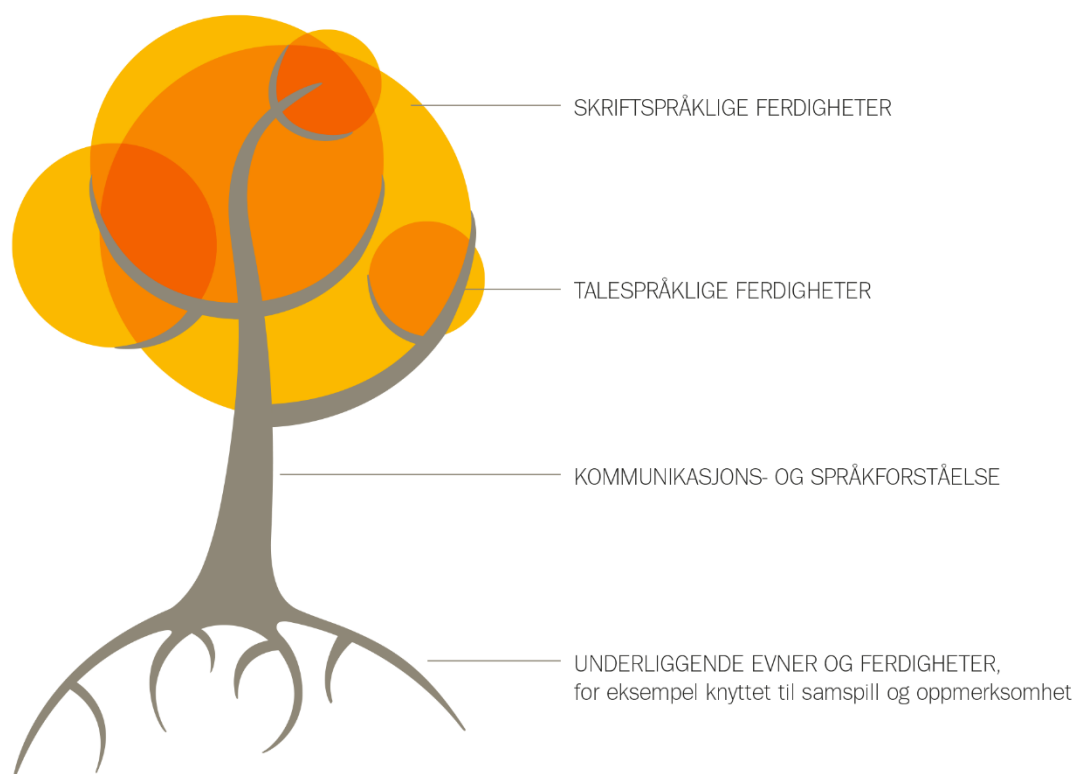 SKRIFTSPRÅKLIGE FERDIGHETER
TALESPRÅKLIGE FERDIGHETER
KOMMUNIKASJONS- OG SPRÅKFORSTÅELSE
UNDERLIGGENDE EVNER OG FERDIGHETER,
for eksempel knyttet til samspill og oppmerksomhet